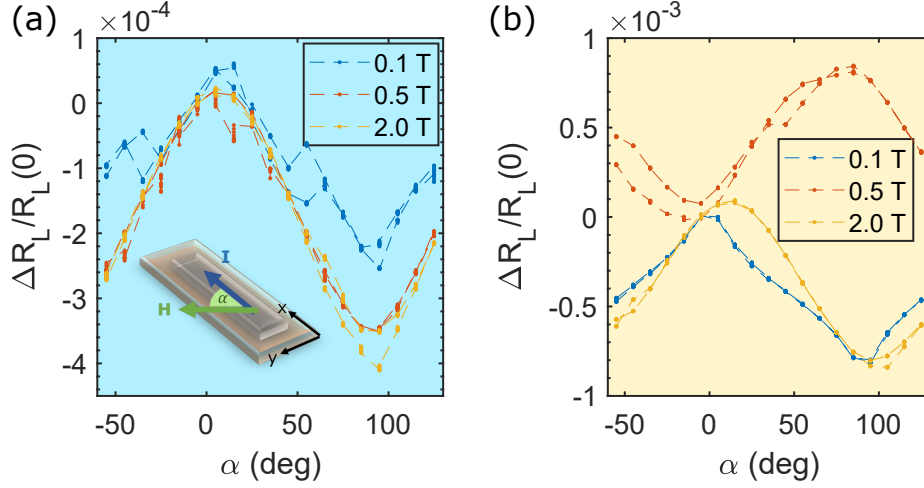 (a)
×10⁻⁴
1
0
-1
-2
-3
-4
ΔR_L/R_L(0)
-50
0
50
100
α (deg)
0.1 T
0.5 T
2.0 T
I
α
H
x
y
(b)
×10⁻³
1
0.5
0
-0.5
-1
ΔR_L/R_L(0)
-50
0
50
100
α (deg)
0.1 T
0.5 T
2.0 T